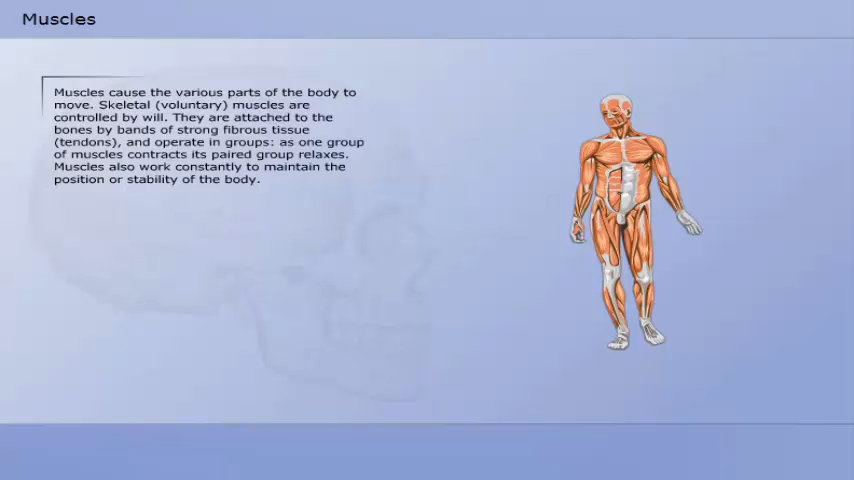 Muscles
Muscles cause the various parts of the body to
move. Skeletal (voluntary) muscles are
controlled by will. They are attached to the
bones by bands of strong fibrous tissue
(tendons), and operate in groups: as one group
of muscles contracts its paired group relaxes.
Muscles also work constantly to maintain the
position or stability of the body.